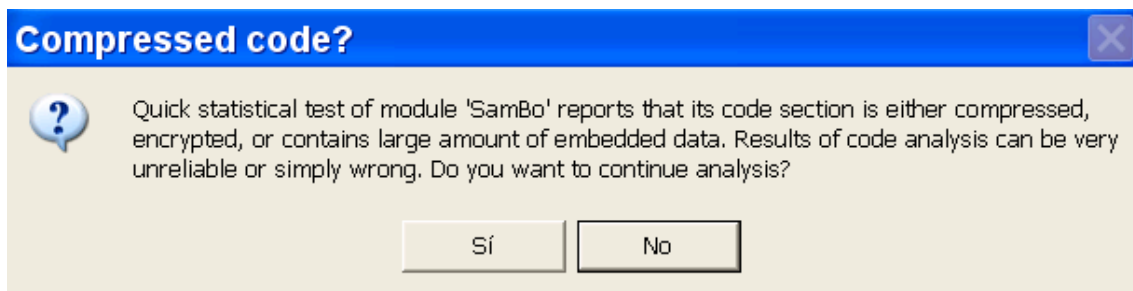 Compressed code?
Quick statistical test of module 'SamBo' reports that its code section is either compressed,
encrypted, or contains large amount of embedded data. Results of code analysis can be very
unreliable or simply wrong. Do you want to continue analysis?
Sí
No